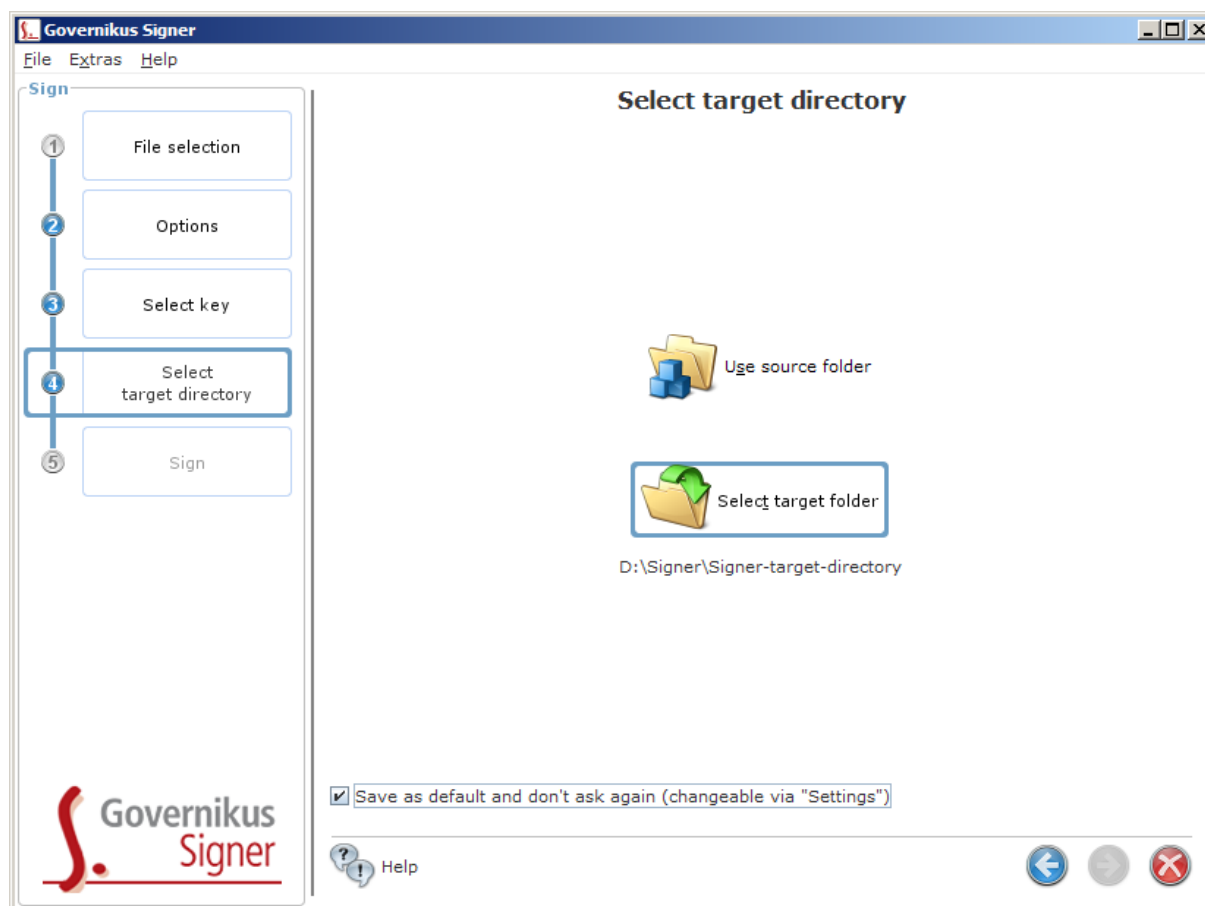 Governikus Signer
File Extras Help
Sign
1 File selection
2 Options
3 Select key
4 Select
target directory
5 Sign
Governikus
Signer
Select target directory
Use source folder
Select target folder
D:\Signer\Signer-target-directory
Save as default and don't ask again (changeable via "Settings")
Help